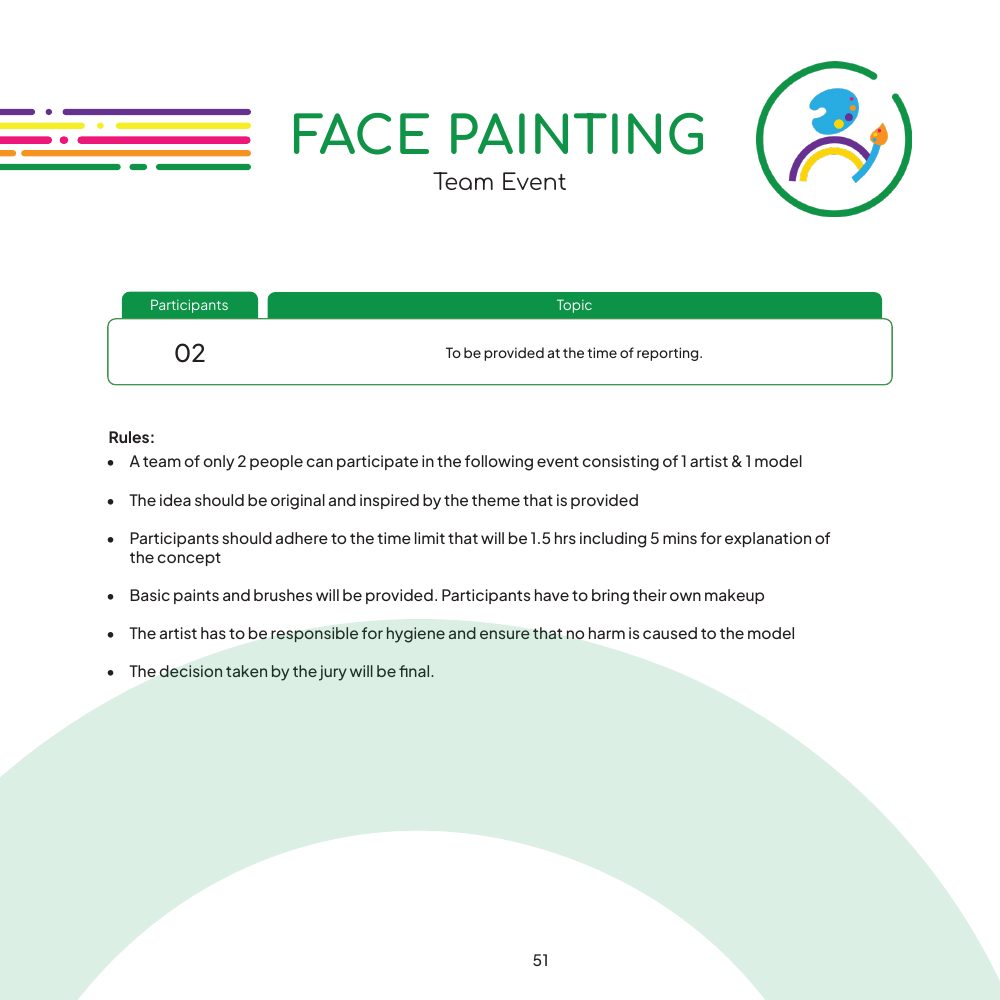 FACE PAINTING
Team Event
Participants
Topic
02
To be provided at the time of reporting.
Rules:
• A team of only 2 people can participate in the following event consisting of 1 artist & 1 model
• The idea should be original and inspired by the theme that is provided
• Participants should adhere to the time limit that will be 1.5 hrs including 5 mins for explanation of
the concept
• Basic paints and brushes will be provided. Participants have to bring their own makeup
• The artist has to be responsible for hygiene and ensure that no harm is caused to the model
• The decision taken by the jury will be final.
51